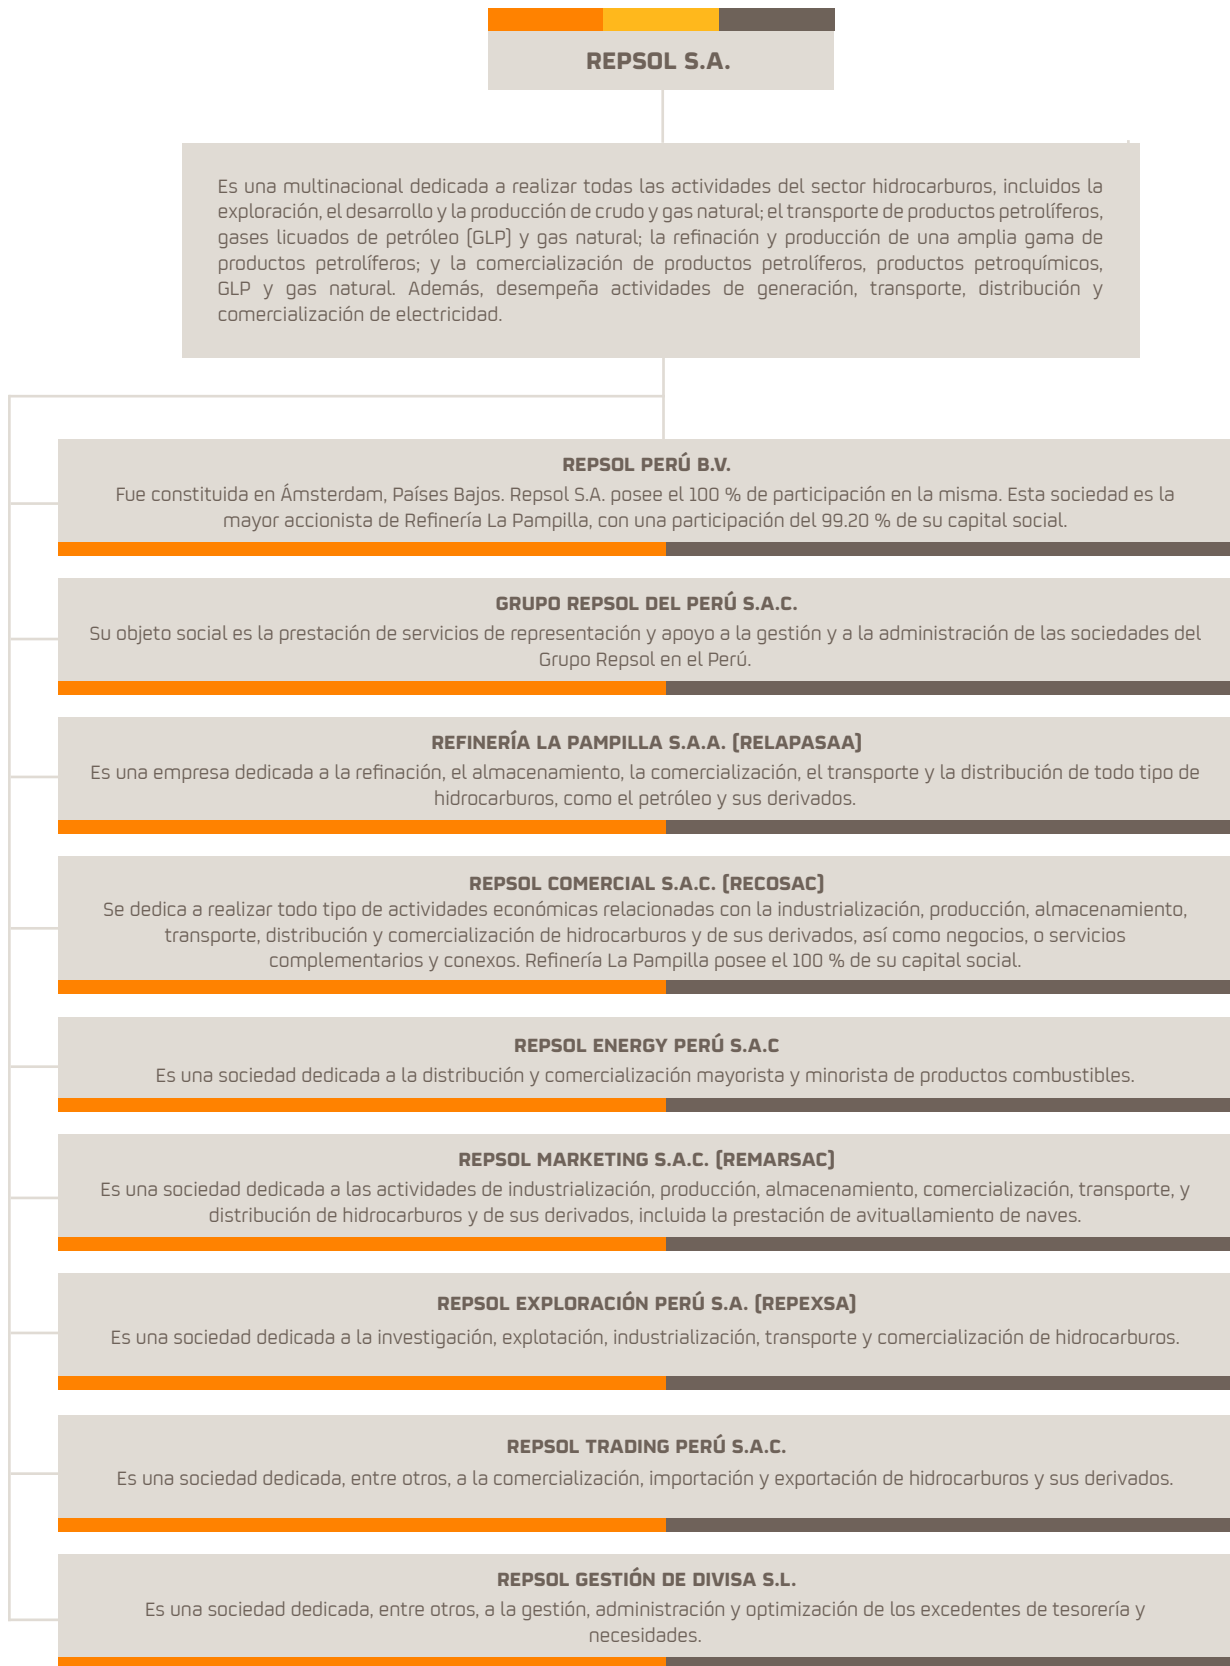 REPSOL S.A.
Es una multinacional dedicada a realizar todas las actividades del sector hidrocarburos, incluidos la
exploración, el desarrollo y la producción de crudo y gas natural; el transporte de productos petrolíferos,
gases licuados de petróleo (GLP) y gas natural; la refinación y producción de una amplia gama de
productos petrolíferos; y la comercialización de productos petrolíferos, productos petroquímicos,
GLP y gas natural. Además, desempeña actividades de generación, transporte, distribución y
comercialización de electricidad.
REPSOL PERÚ B.V.
Fue constituida en Ámsterdam, Países Bajos. Repsol S.A. posee el 100 % de participación en la misma. Esta sociedad es la
mayor accionista de Refinería La Pampilla, con una participación del 99.20 % de su capital social.
GRUPO REPSOL DEL PERÚ S.A.C.
Su objeto social es la prestación de servicios de representación y apoyo a la gestión y a la administración de las sociedades del
Grupo Repsol en el Perú.
REFINERÍA LA PAMPILLA S.A.A. (RELAPASAA)
Es una empresa dedicada a la refinación, el almacenamiento, la comercialización, el transporte y la distribución de todo tipo de
hidrocarburos, como el petróleo y sus derivados.
REPSOL COMERCIAL S.A.C. (RECOSAC)
Se dedica a realizar todo tipo de actividades económicas relacionadas con la industrialización, producción, almacenamiento,
transporte, distribución y comercialización de hidrocarburos y de sus derivados, así como negocios, o servicios
complementarios y conexos. Refinería La Pampilla posee el 100 % de su capital social.
REPSOL ENERGY PERÚ S.A.C
Es una sociedad dedicada a la distribución y comercialización mayorista y minorista de productos combustibles.
REPSOL MARKETING S.A.C. (REMARSAC)
Es una sociedad dedicada a las actividades de industrialización, producción, almacenamiento, comercialización, transporte, y
distribución de hidrocarburos y de sus derivados, incluida la prestación de avituallamiento de naves.
REPSOL EXPLORACIÓN PERÚ S.A. (REPEXSA)
Es una sociedad dedicada a la investigación, explotación, industrialización, transporte y comercialización de hidrocarburos.
REPSOL TRADING PERÚ S.A.C.
Es una sociedad dedicada, entre otros, a la comercialización, importación y exportación de hidrocarburos y sus derivados.
REPSOL GESTIÓN DE DIVISA S.L.
Es una sociedad dedicada, entre otros, a la gestión, administración y optimización de los excedentes de tesorería y
necesidades.